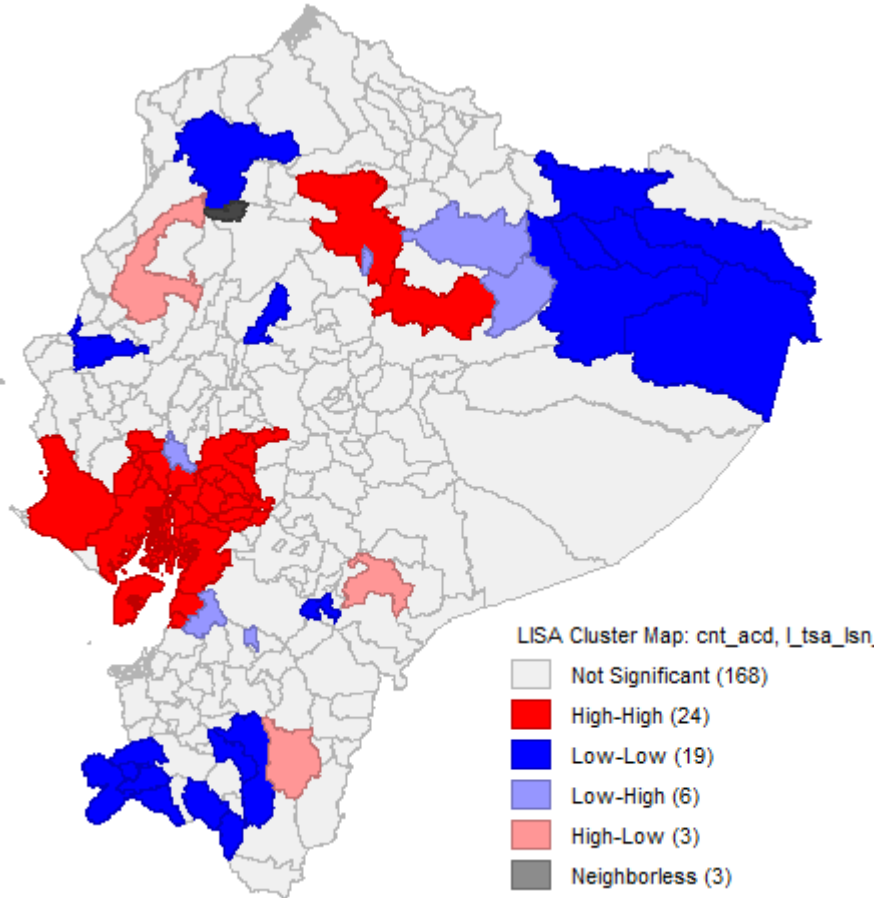 LISA Cluster Map: cnt_acd, I_tsa_lsn_
Not Significant (168)
High-High (24)
Low-Low (19)
Low-High (6)
High-Low (3)
Neighborless (3)